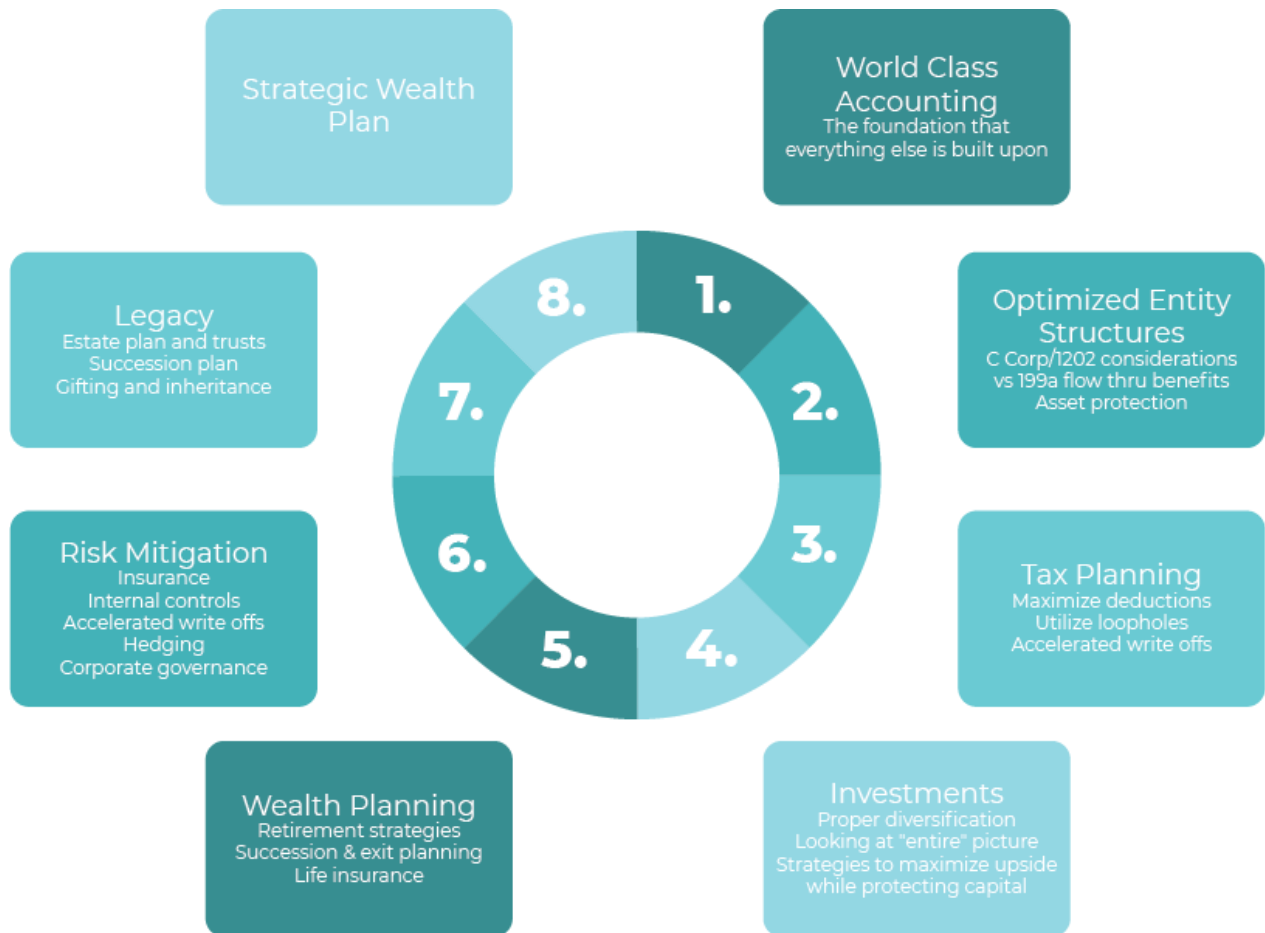 Strategic Wealth
Plan
World Class
Accounting
The foundation that
everything else is built upon
Legacy
Estate plan and trusts
Succession plan
Gifting and inheritance
Optimized Entity
Structures
C Corp/1202 considerations
vs 199a flow thru benefits
Asset protection
8.
1.
7.
2.
6.
3.
5.
4.
Risk Mitigation
Insurance
Internal controls
Accelerated write offs
Hedging
Corporate governance
Tax Planning
Maximize deductions
Utilize loopholes
Accelerated write offs
Wealth Planning
Retirement strategies
Succession & exit planning
Life insurance
Investments
Proper diversification
Looking at "entire" picture
Strategies to maximize upside
while protecting capital